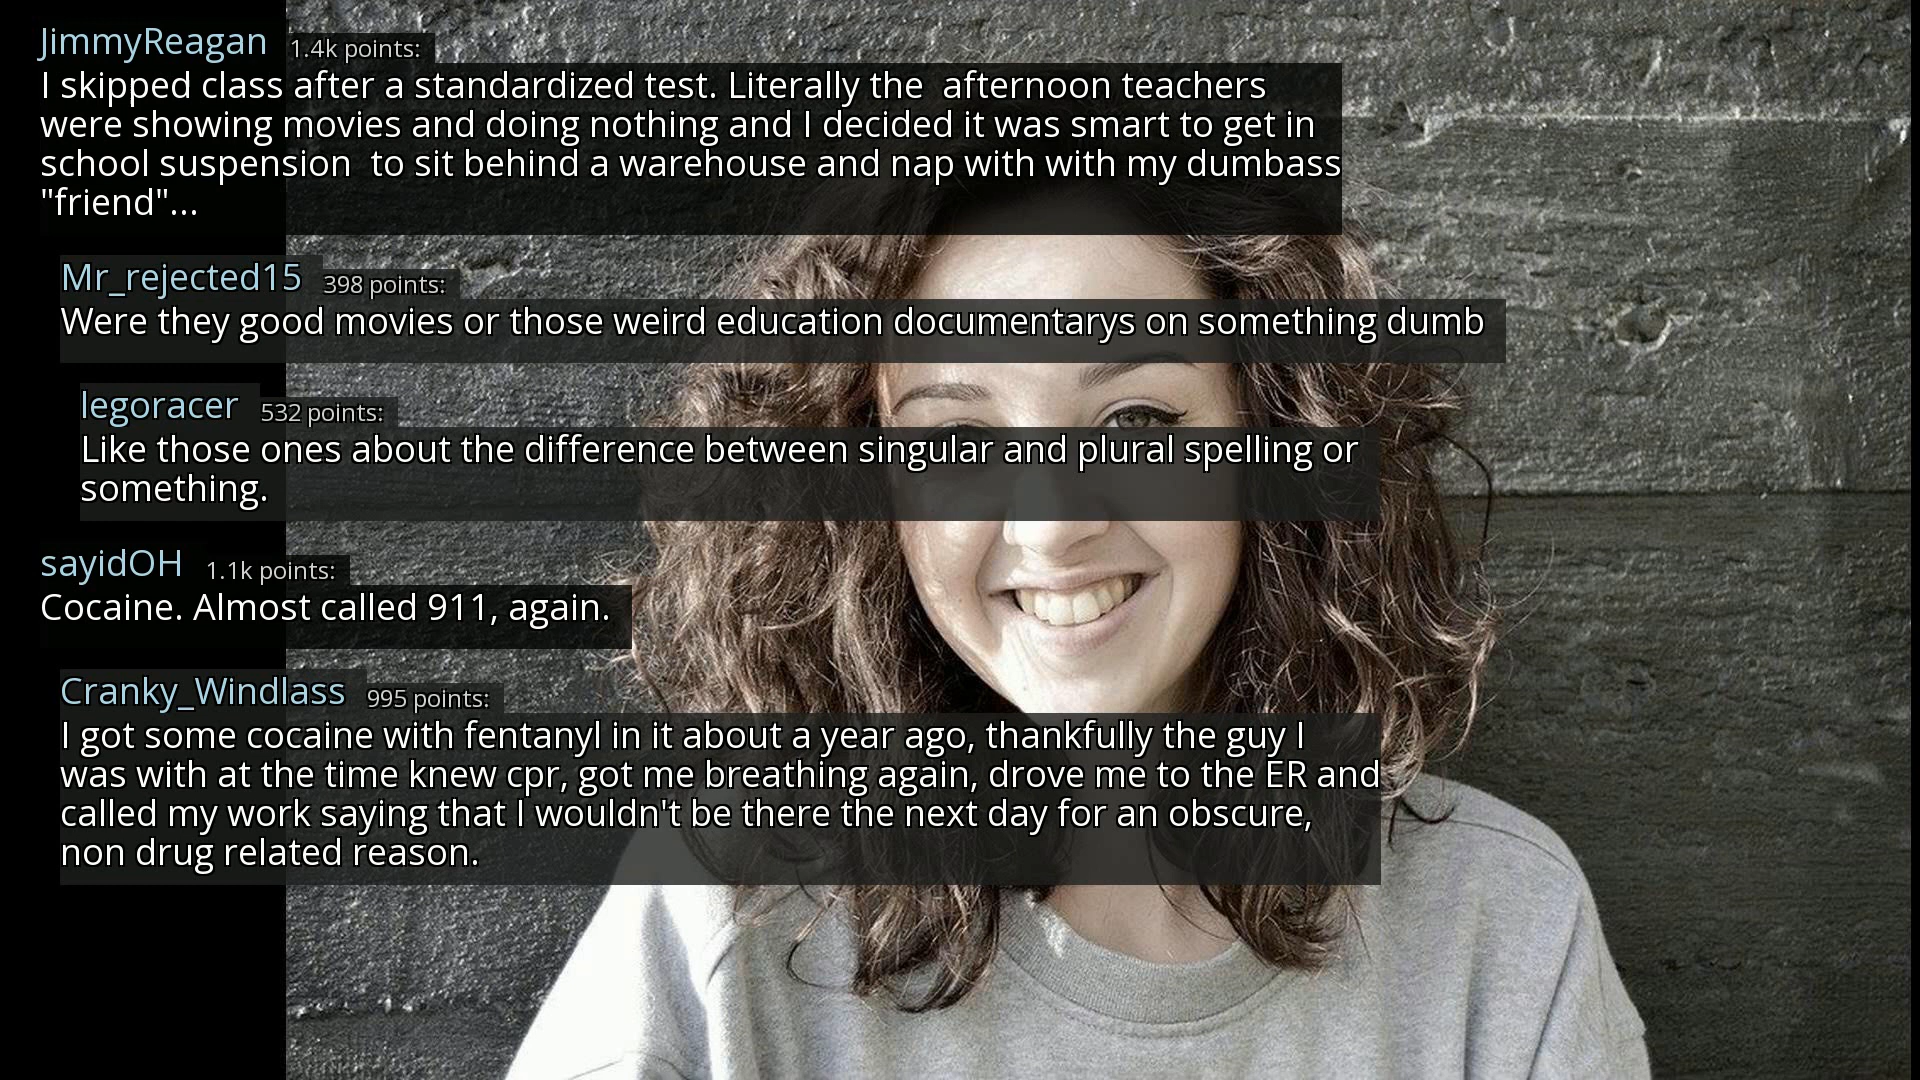 JimmyReagan 1.4k points:
I skipped class after a standardized test. Literally the  afternoon teachers
were showing movies and doing nothing and I decided it was smart to get in
school suspension  to sit behind a warehouse and nap with with my dumbass
"friend"...
Mr_rejected15 398 points:
Were they good movies or those weird education documentarys on something dumb
legoracer 532 points:
Like those ones about the difference between singular and plural spelling or
something.
sayidOH 1.1k points:
Cocaine. Almost called 911, again.
Cranky_Windlass 995 points:
I got some cocaine with fentanyl in it about a year ago, thankfully the guy I
was with at the time knew cpr, got me breathing again, drove me to the ER and
called my work saying that I wouldn't be there the next day for an obscure,
non drug related reason.